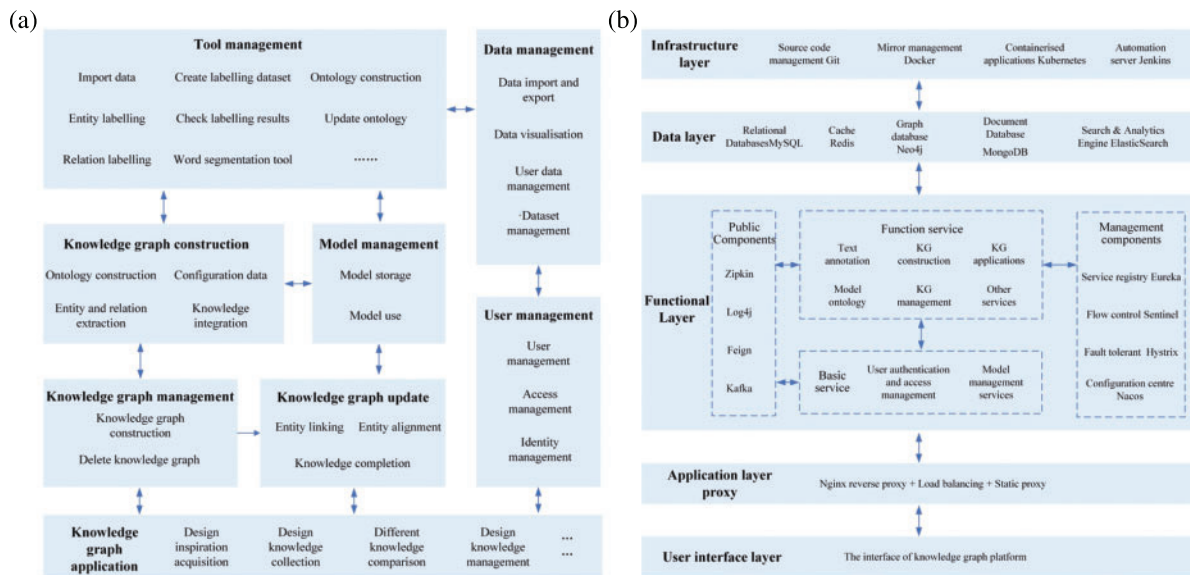 (a)
Tool management
Import data
Create labelling dataset
Ontology construction
Entity labelling
Check labelling results
Update ontology
Relation labelling
Word segmentation tool
……
Data management
Data import and
export
Data visualisation
User data
management
·Dataset
management
Knowledge graph construction
Ontology construction
Configuration data
Entity and relation
extraction
Knowledge
integration
Model management
Model storage
Model use
User management
User
management
Access
management
Identity
management
Knowledge graph management
Knowledge graph
construction
Delete knowledge graph
Knowledge graph update
Entity linking
Entity alignment
Knowledge completion
Knowledge
graph
application
Design
inspiration
acquisition
Design
knowledge
collection
Different
knowledge
comparison
Design
knowledge
management
...
...
(b)
Infrastructure
layer
Source code
management Git
Mirror management
Docker
Containerised
applications Kubernetes
Automation
server Jenkins
Data layer
Relational
DatabasesMySQL
Cache
Redis
Graph
database
Neo4j
Document
Database
MongoDB
Search & Analytics
Engine ElasticSearch
Functional
Layer
Public
Components
Zipkin
Log4j
Feign
Kafka
Function service
Text
annotation
KG
construction
KG
applications
Model
ontology
KG
management
Other
services
Basic
service
User authentication
and access
management
Model
management
services
Management
components
Service registry Eureka
Flow control Sentinel
Fault tolerant Hystrix
Configuration centre
Nacos
Application layer
proxy
Nginx reverse proxy + Load balancing + Static proxy
User interface layer
The interface of knowledge graph platform